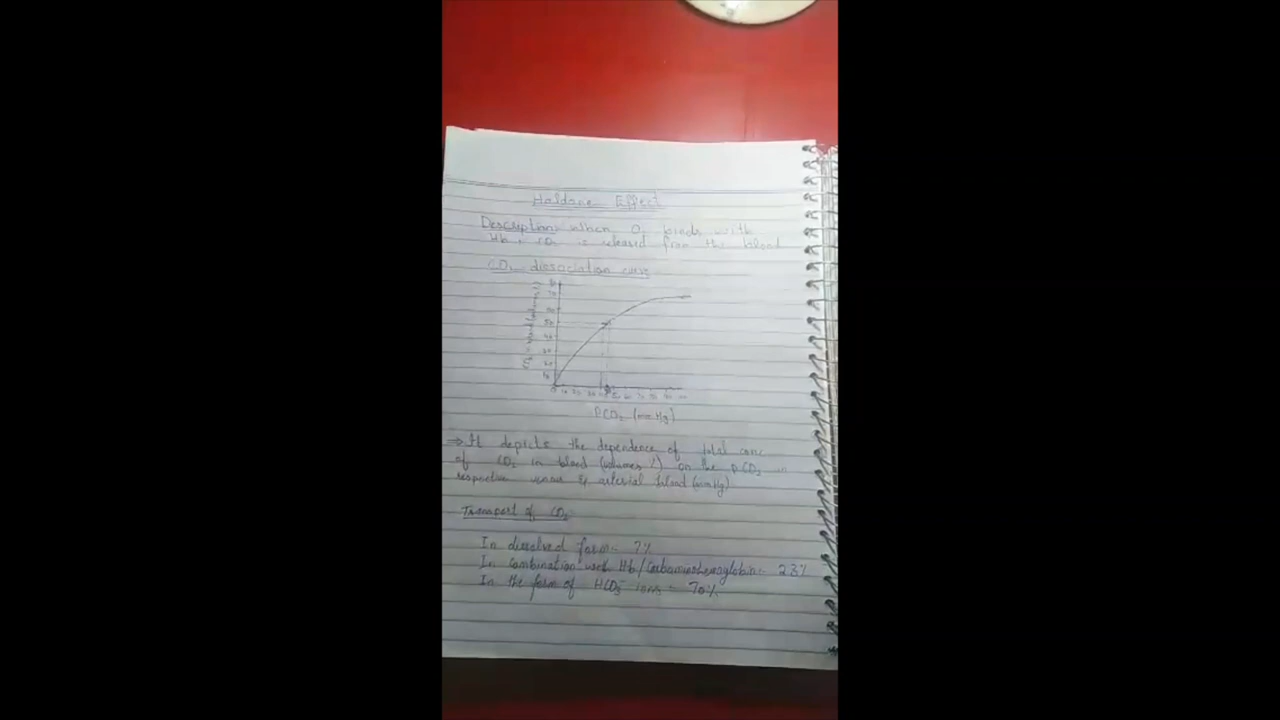 Haldane Effect
Description: When O2 binds with
Hb, CO2 is released from the blood
CO2 dissociation curve
PCO2 (mmHg)
⇒ It depicts the dependence of total conc
of CO2 in blood (volumes %) on the pCO2 in
respective venous & arterial blood (mmHg)
Transport of CO2
In dissolved form- 7%
In combination with Hb/Carbaminohemoglobin- 23%
In the form of HCO3- ions - 70%